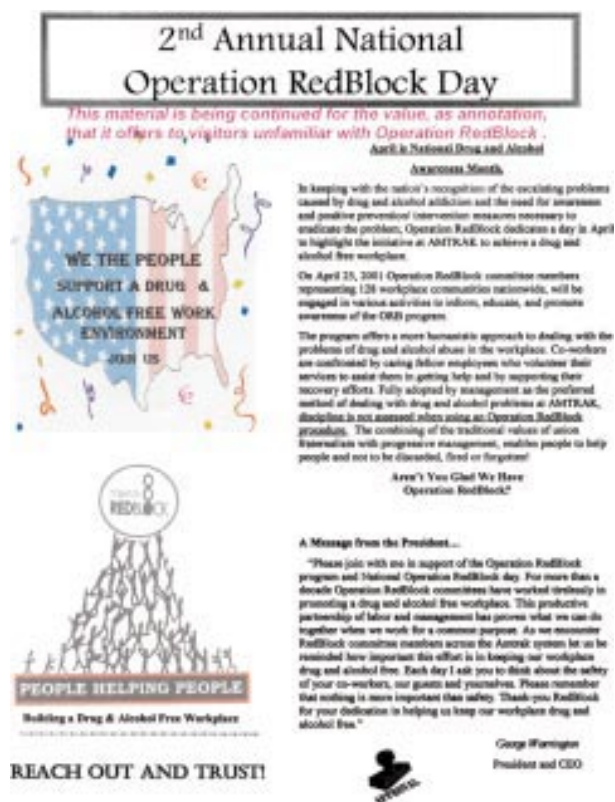 2nd Annual National
Operation RedBlock Day
This material is being continued for the value, as annotation,
that it offers to visitors unfamiliar with Operation RedBlock .
April is National Drug and Alcohol
Awareness Month.
In keeping with the nation's recognition of the escalating problems
caused by drug and alcohol addiction and the need for awareness
and positive prevention/ intervention measures necessary to
eradicate the problem, Operation RedBlock dedicates a day in April
to highlight the initiative at AMTRAK to achieve a drug and
alcohol free workplace.
On April 25, 2001 Operation RedBlock committee members
representing 128 workplace communities nationwide, will be
engaged in various activities to inform, educate, and promote
awareness of the ORB program.
The program offers a more humanistic approach to dealing with the
problems of drug and alcohol abuse in the workplace. Co-workers
are confronted by caring fellow employees who volunteer their
services to assist them in getting help and by supporting their
recovery efforts. Fully adopted by management as the preferred
method of dealing with drug and alcohol problems at AMTRAK,
discipline is not assessed when using an Operation RedBlock
procedure. The combining of the traditional values of union
fraternalism with progressive management, enables people to help
people and not to be discarded, fired or forgotten!
Aren't You Glad We Have
Operation RedBlock?
WE THE PEOPLE
SUPPORT A DRUG &
ALCOHOL FREE WORK
ENVIRONMENT
JOIN US
REDBLOCK
PEOPLE HELPING PEOPLE
Building a Drug & Alcohol Free Workplace
REACH OUT AND TRUST!
A Message from the President....
"Please join with me in support of the Operation RedBlock
program and National Operation RedBlock day. For more than a
decade Operation RedBlock committees have worked tirelessly in
promoting a drug and alcohol free workplace. This productive
partnership of labor and management has proven what we can do
together when we work for a common purpose. As we encounter
RedBlock committee members across the Amtrak system let us be
reminded how important this effort is in keeping our workplace
drug and alcohol free. Each day I ask you to think about the safety
of your co-workers, our guests and yourselves. Please remember
that nothing is more important than safety. Thank you RedBlock
for your dedication in helping us keep our workplace drug and
alcohol free."
George Warrington
President and CEO
APPROVAL